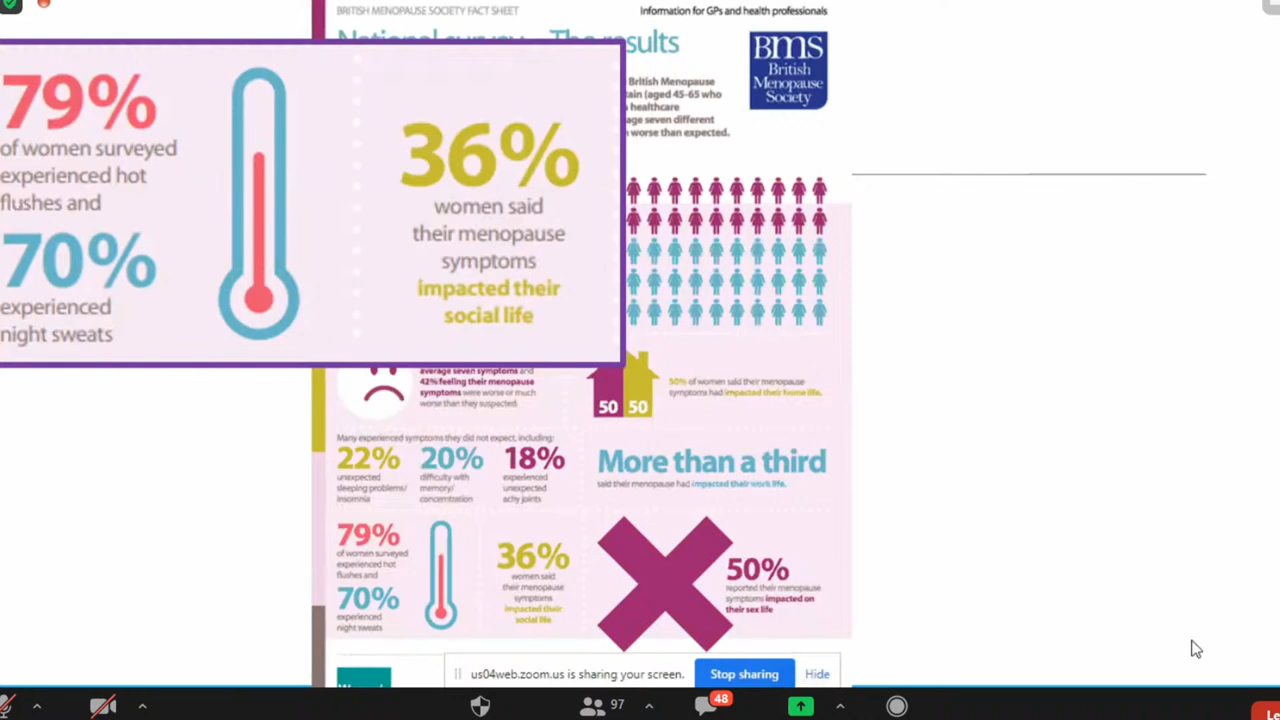 BRITISH MENOPAUSE SOCIETY FACT SHEET
Information for GPs and health professionals
National survey – The results
BMS
British
Menopause
Society
British Menopause
tain (aged 45-65 who
healthcare
age seven different
worse than expected.
79%
of women surveyed
experienced hot
flushes and
70%
experienced
night sweats
36%
women said
their menopause
symptoms
impacted their
social life
average seven symptoms and
42% feeling their menopause
symptoms were worse or much
worse than they suspected.
50 50
50% of women said their menopause
symptoms had impacted their home life.
Many experienced symptoms they did not expect, including:
22%
unexpected
sleeping problems/
insomnia
20%
difficulty with
memory/
concentration
18%
experienced
unexpected
achy joints
More than a third
said their menopause had impacted their work life.
79%
of women surveyed
experienced hot
flushes and
70%
experienced
night sweats
36%
women said
their menopause
symptoms
impacted their
social life
50%
reported their menopause
symptoms impacted on
their sex life
us04web.zoom.us is sharing your screen.
Stop sharing
Hide
97
48